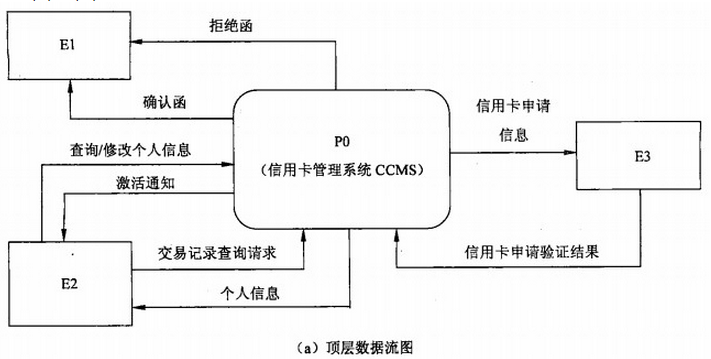 拒绝函
E1
确认函
信用卡申请
信息
P0
(信用卡管理系统 CCMS)
E3
查询/修改个人信息
激活通知
交易记录查询请求
信用卡申请验证结果
E2
个人信息
(a) 顶层数据流图